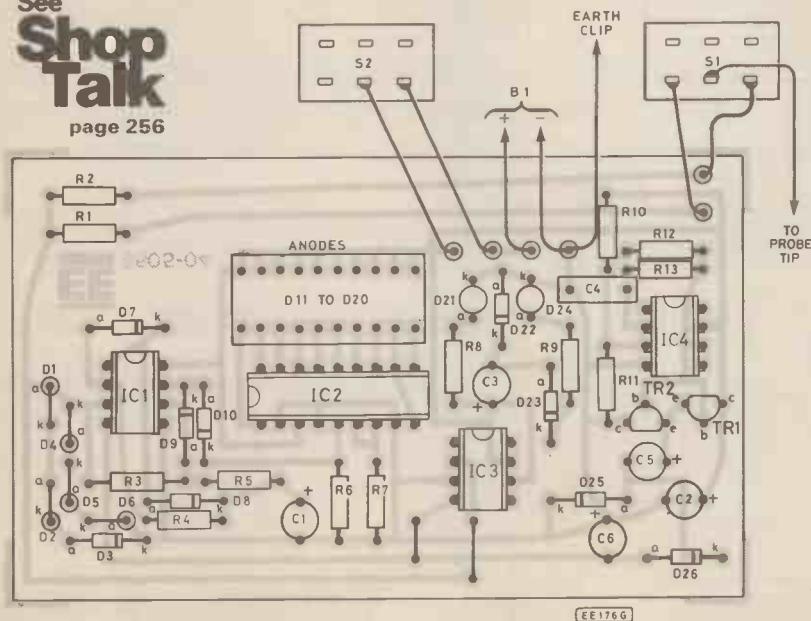 See
Shop
Talk
page 256
EARTH
CLIP
S2
B1
+ −
S1
TO
PROBE
TIP
R2
R1
ANODES
D11 TO D20
R10
R12
R13
C4
D7
a k
D21
k
a
D22
a
k
D24
k
a
IC4
D1
a
k
IC1
IC2
R8
C3
+
R9
R11
TR2
b
c e
TR1
e c
b
D9
k
a
D10
a
k
D23
a
k
D4
k
a
IC3
C5 +
R3
R5
D5
k
a
D6
k a
D8
R4
D2
a
k
D3
a k
C1
+
R6
R7
D25
k a
C6
+
C2 +
D26
a k
EE
EE176G